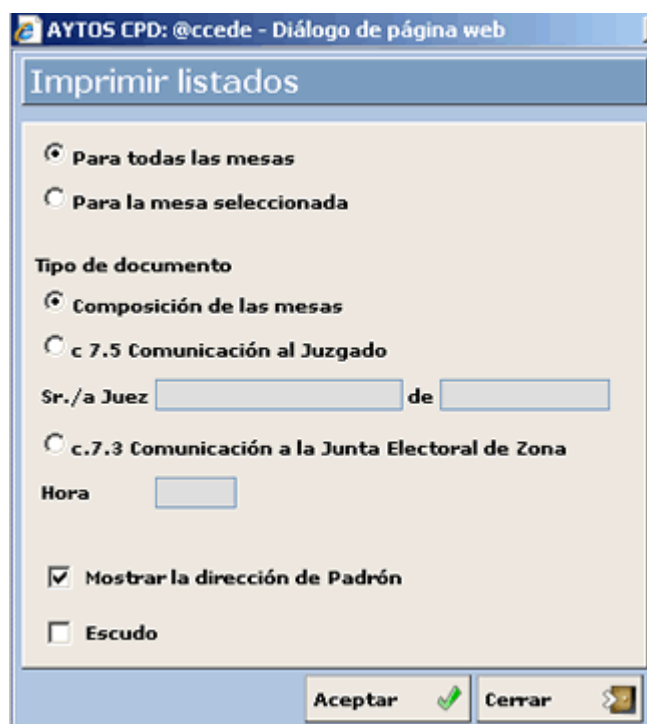 AYTOS CPD: @ccede - Diálogo de página web
Imprimir listados
Para todas las mesas
Para la mesa seleccionada
Tipo de documento
Composición de las mesas
c 7.5 Comunicación al Juzgado
Sr./a Juez de
c.7.3 Comunicación a la Junta Electoral de Zona
Hora
Mostrar la dirección de Padrón
Escudo
Aceptar Cerrar